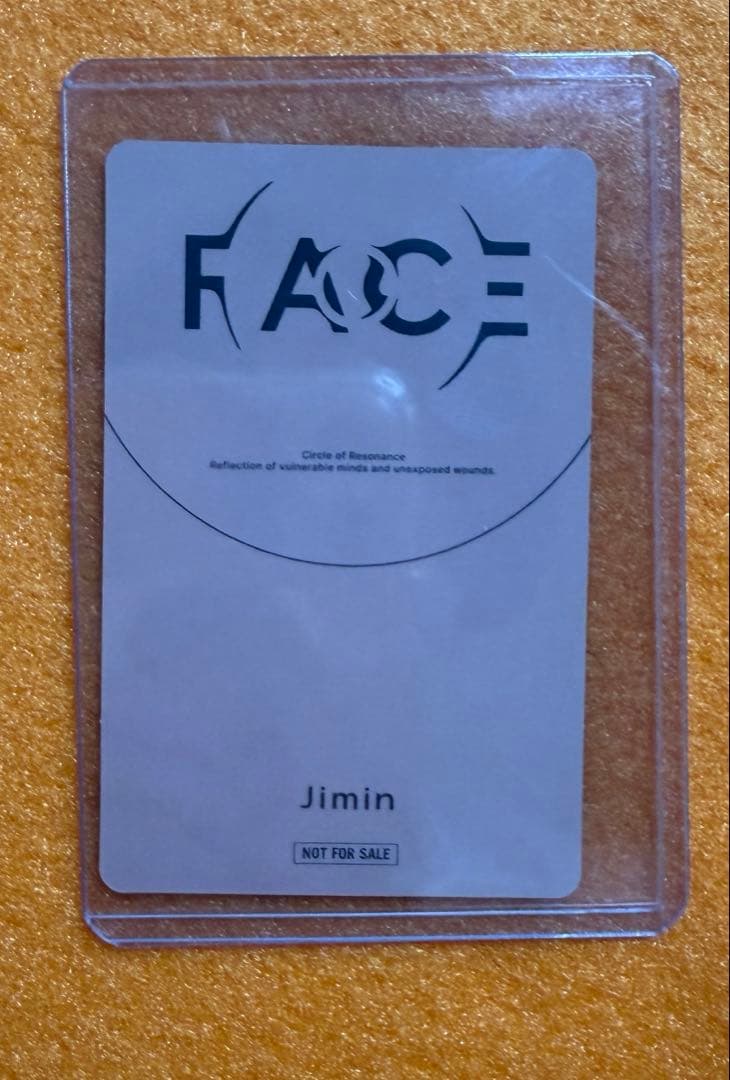 FACE
Circle of Resonance
Reflection of vulnerable minds and unexposed wounds.
Jimin
NOT FOR SALE